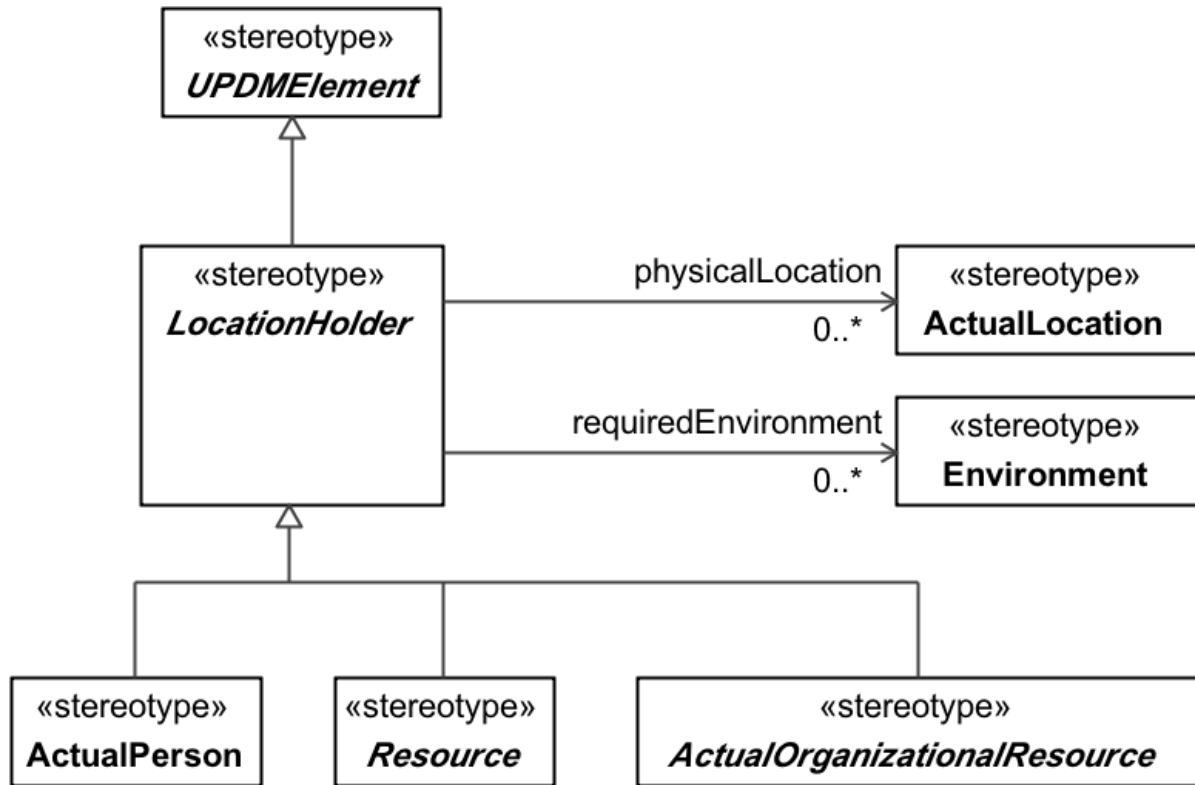 «stereotype»
UPDMElement
«stereotype»
LocationHolder
physicalLocation
0..*
«stereotype»
ActualLocation
requiredEnvironment
0..*
«stereotype»
Environment
«stereotype»
ActualPerson
«stereotype»
Resource
«stereotype»
ActualOrganizationalResource